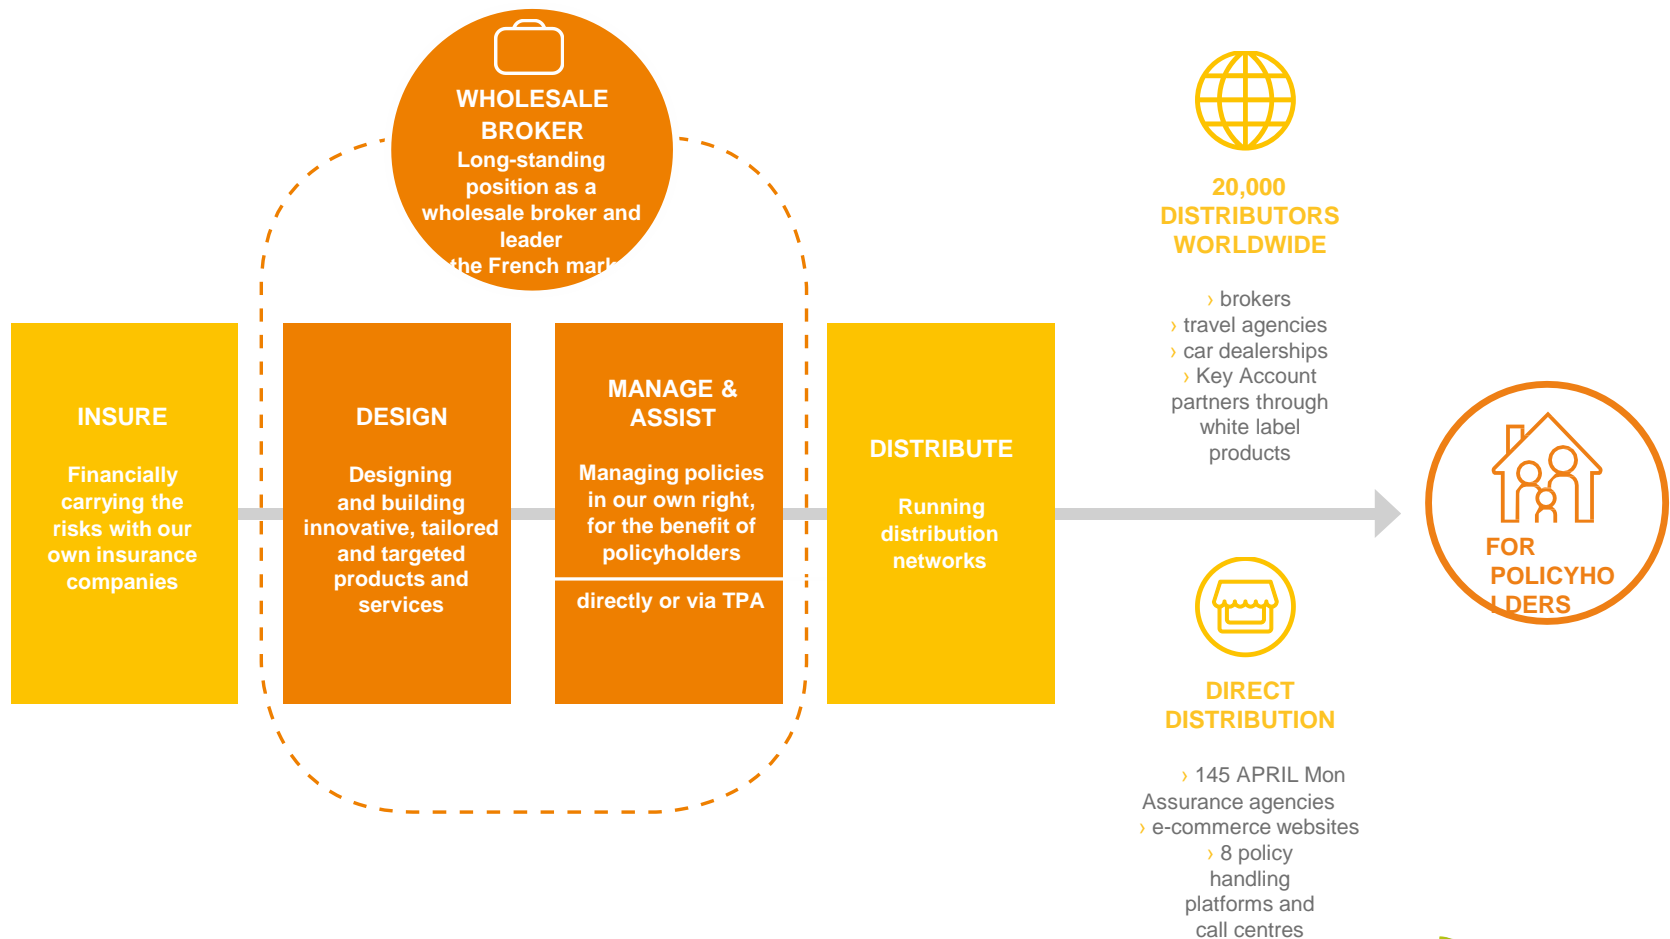 WHOLESALE
BROKER
Long-standing
position as a
wholesale broker and
leader
the French mark
INSURE
Financially
carrying the
risks with our
own insurance
companies
DESIGN
Designing
and building
innovative, tailored
and targeted
products and
services
MANAGE &
ASSIST
Managing policies
in our own right,
for the benefit of
policyholders
directly or via TPA
DISTRIBUTE
Running
distribution
networks
20,000
DISTRIBUTORS
WORLDWIDE
› brokers
› travel agencies
› car dealerships
› Key Account
partners through
white label
products
DIRECT
DISTRIBUTION
› 145 APRIL Mon
Assurance agencies
› e-commerce websites
› 8 policy
handling
platforms and
call centres
FOR
POLICYHO
LDERS